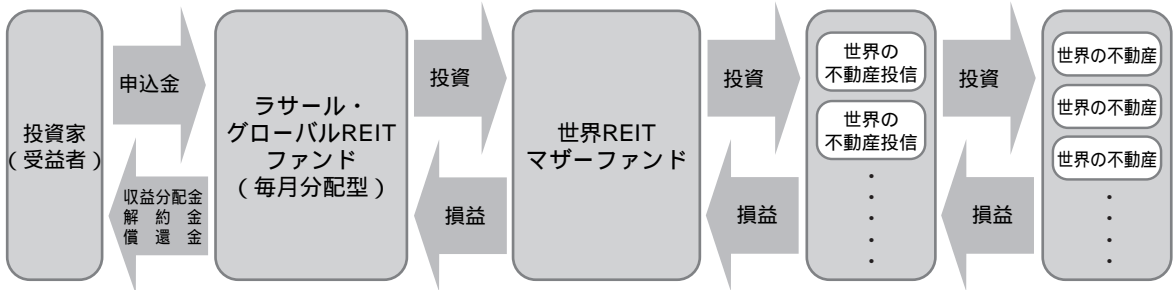 投資家
(受益者)
申込金
収益分配金
解約金
償還金
ラサール・
グローバルREIT
ファンド
(毎月分配型)
投資
損益
世界REIT
マザーファンド
投資
損益
世界の
不動産投信
世界の
不動産投信
・
・
・
・
・
投資
損益
世界の不動産
世界の不動産
世界の不動産
・
・
・
・